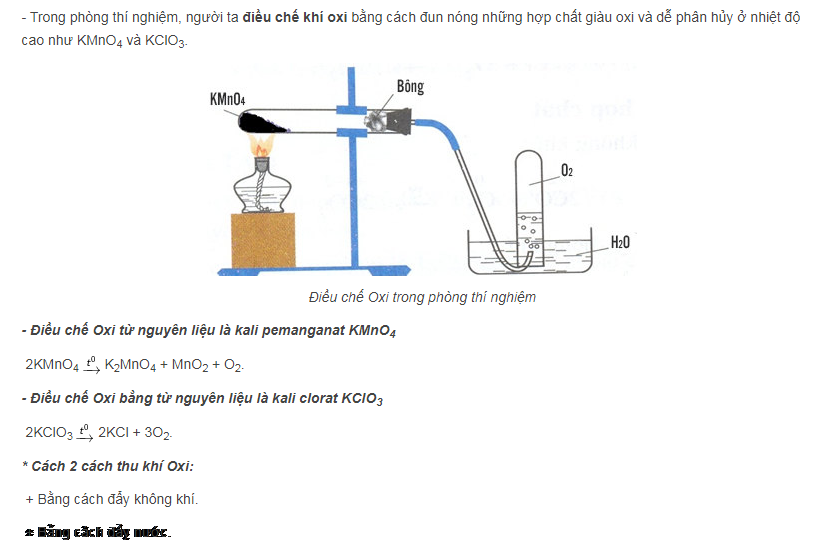 - Trong phòng thí nghiệm, người ta điều chế khí oxi bằng cách đun nóng những hợp chất giàu oxi và dễ phân hủy ở nhiệt độ
cao như KMnO₄ và KClO₃.
KMnO₄
Bông
O₂
H₂O
Điều chế Oxi trong phòng thí nghiệm
- Điều chế Oxi từ nguyên liệu là kali pemanganat KMnO₄
2KMnO₄ t⁰→ K₂MnO₄ + MnO₂ + O₂.
- Điều chế Oxi bằng từ nguyên liệu là kali clorat KClO₃
2KClO₃ t⁰→ 2KCl + 3O₂.
* Cách 2 cách thu khí Oxi:
+ Bằng cách đẩy không khí.
+ Bằng cách đẩy nước.